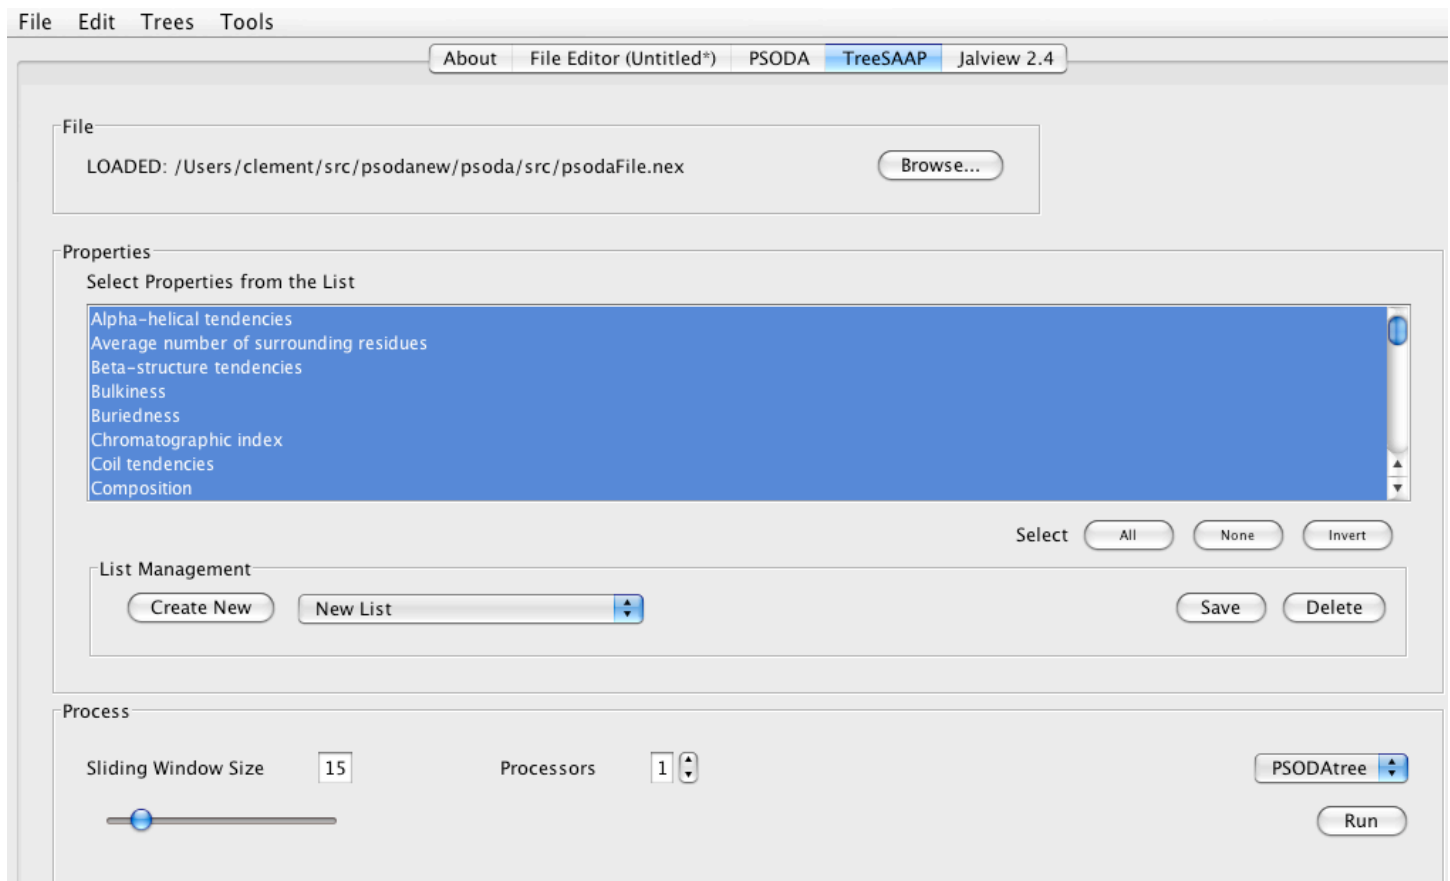 File Edit Trees Tools
About File Editor (Untitled*) PSODA TreeSAAP Jalview 2.4
File
LOADED: /Users/clement/src/psodanew/psoda/src/psodaFile.nex Browse...
Properties
Select Properties from the List
Alpha-helical tendencies
Average number of surrounding residues
Beta-structure tendencies
Bulkiness
Buriedness
Chromatographic index
Coil tendencies
Composition
Select All None Invert
List Management
Create New New List Save Delete
Process
Sliding Window Size 15 Processors 1 PSODAtree
Run